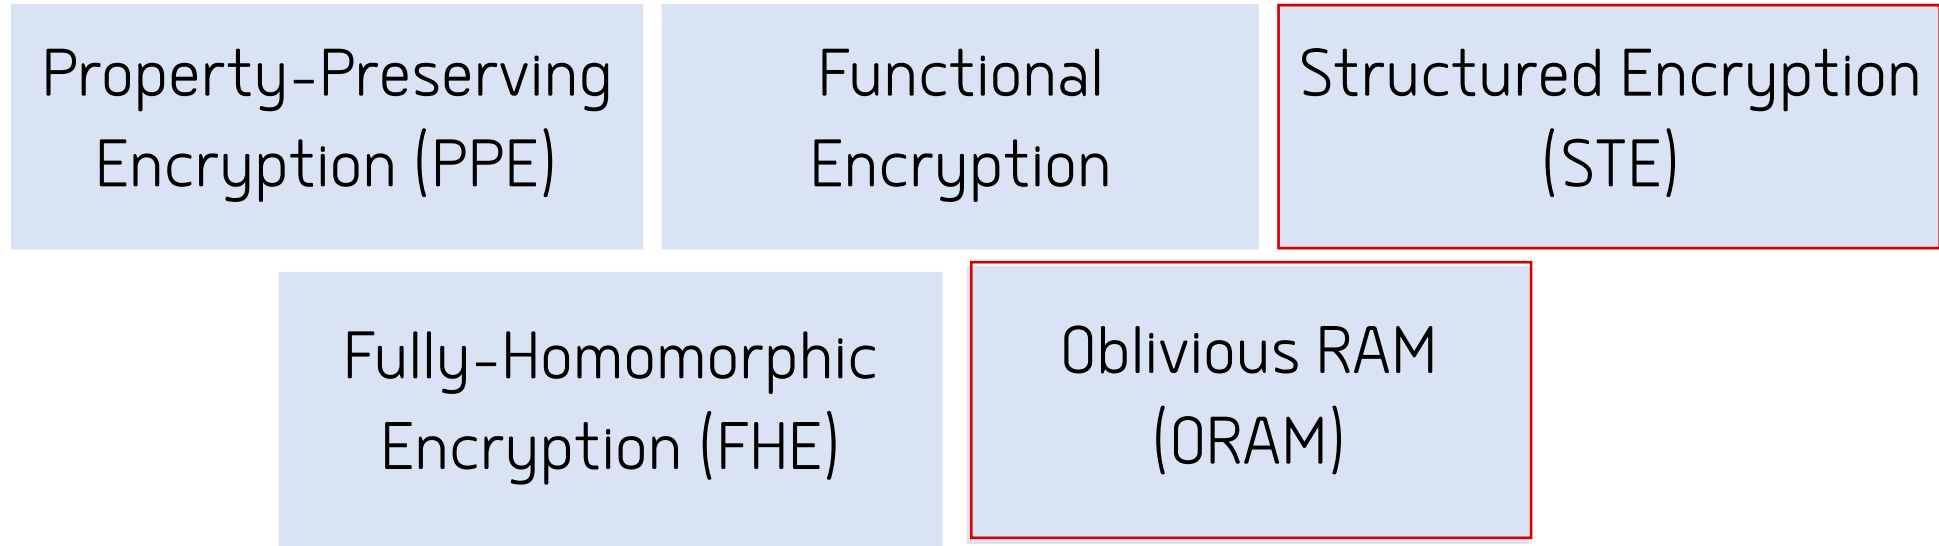 Property-Preserving
Encryption (PPE)
Functional
Encryption
Structured Encryption
(STE)
Fully-Homomorphic
Encryption (FHE)
Oblivious RAM
(ORAM)